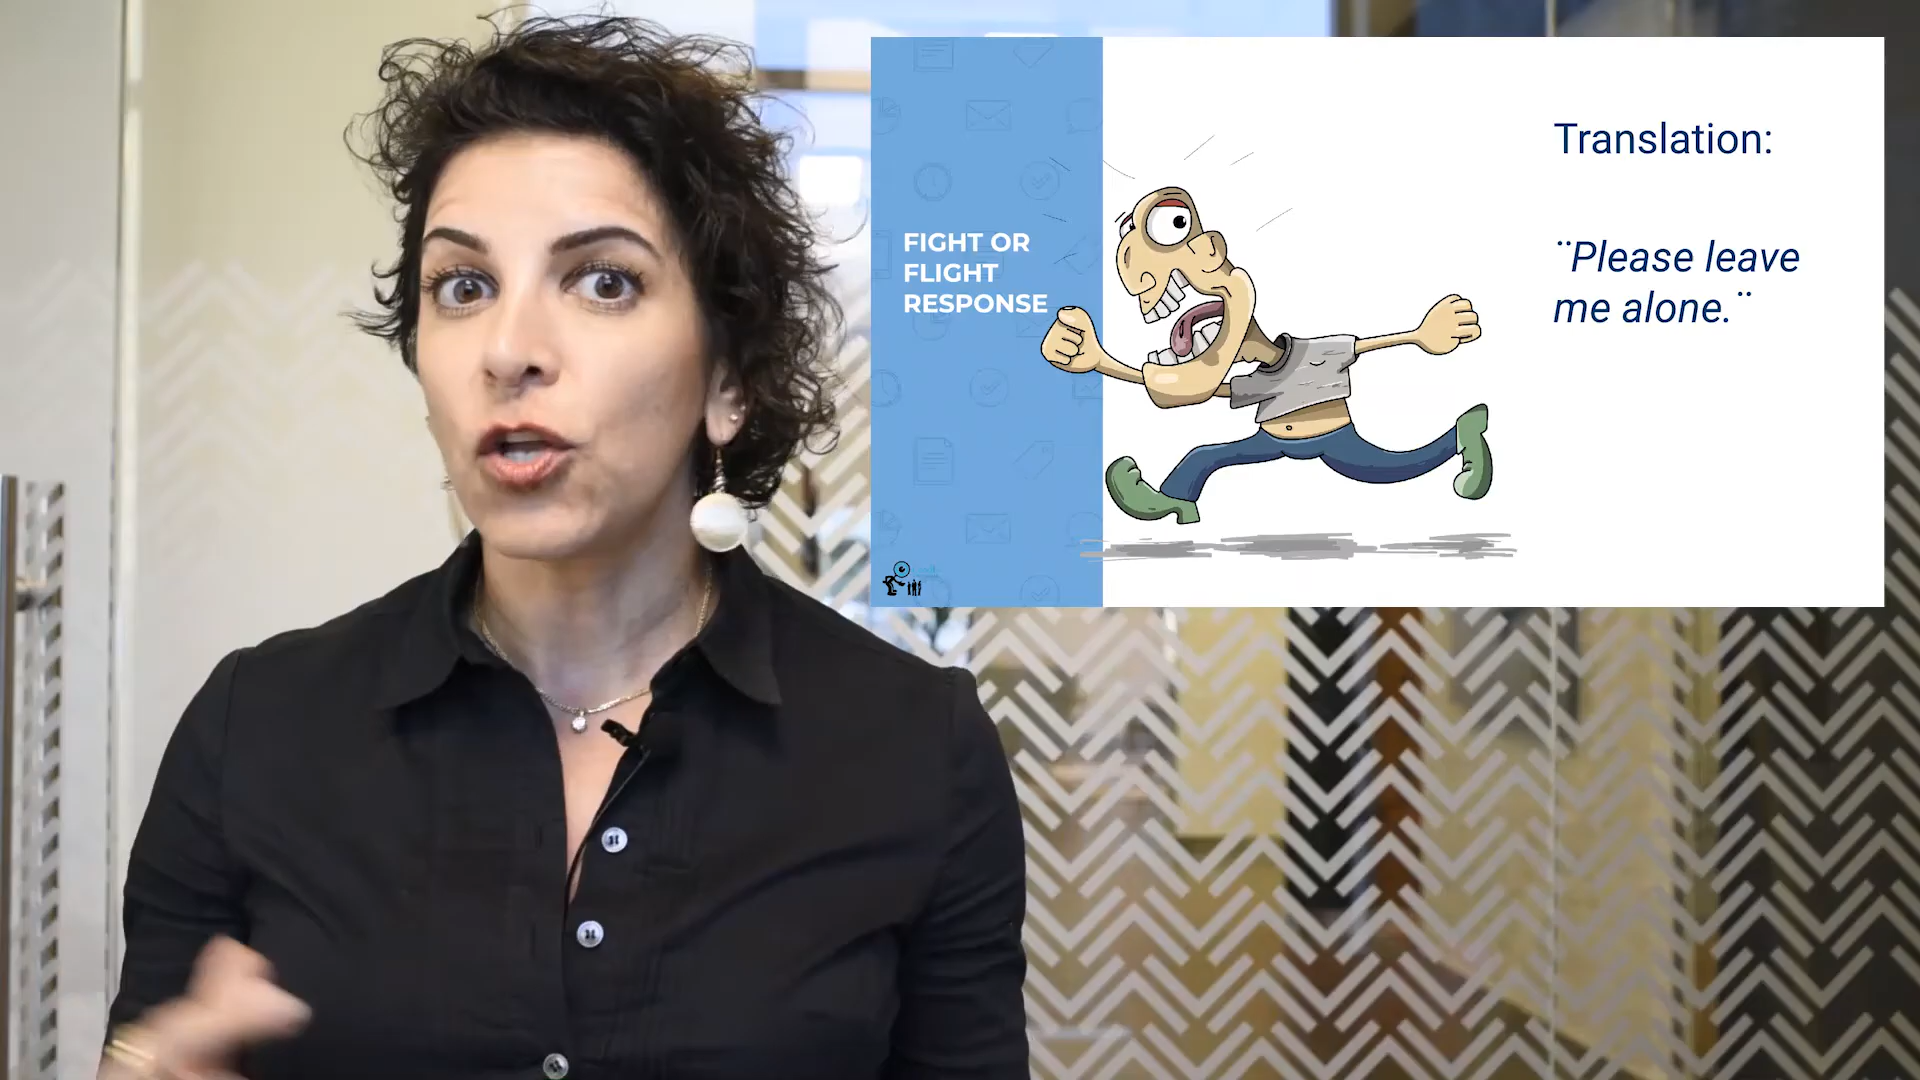 FIGHT OR
FLIGHT
RESPONSE
Translation:
¨Please leave
me alone.¨